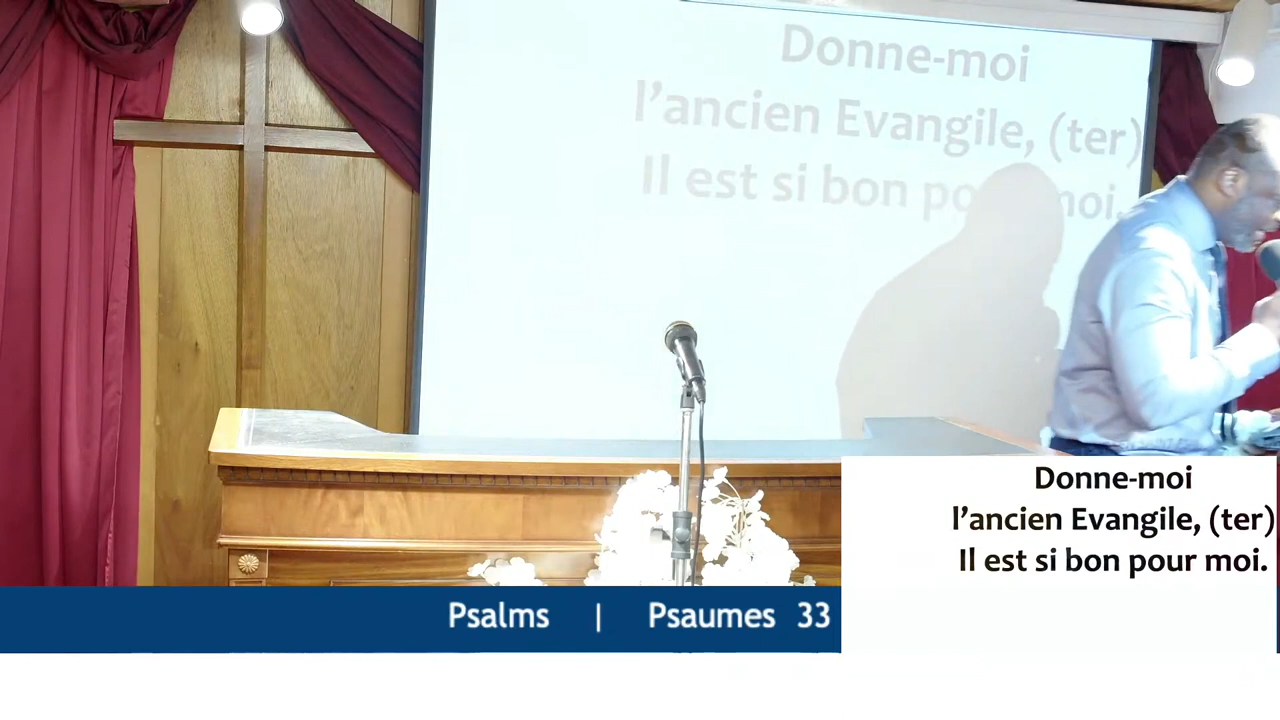 Donne-moi
l’ancien Evangile, (ter)
Il est si bon po moi.
Donne-moi
l’ancien Evangile, (ter)
Il est si bon pour moi.
Psalms | Psaumes 33